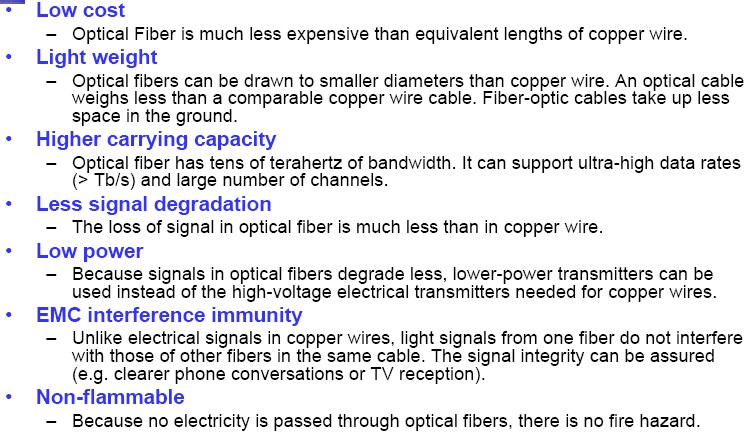 • Low cost
– Optical Fiber is much less expensive than equivalent lengths of copper wire.
• Light weight
– Optical fibers can be drawn to smaller diameters than copper wire. An optical cable
weighs less than a comparable copper wire cable. Fiber-optic cables take up less
space in the ground.
• Higher carrying capacity
– Optical fiber has tens of terahertz of bandwidth. It can support ultra-high data rates
(> Tb/s) and large number of channels.
• Less signal degradation
– The loss of signal in optical fiber is much less than in copper wire.
• Low power
– Because signals in optical fibers degrade less, lower-power transmitters can be
used instead of the high-voltage electrical transmitters needed for copper wires.
• EMC interference immunity
– Unlike electrical signals in copper wires, light signals from one fiber do not interfere
with those of other fibers in the same cable. The signal integrity can be assured
(e.g. clearer phone conversations or TV reception).
• Non-flammable
– Because no electricity is passed through optical fibers, there is no fire hazard.